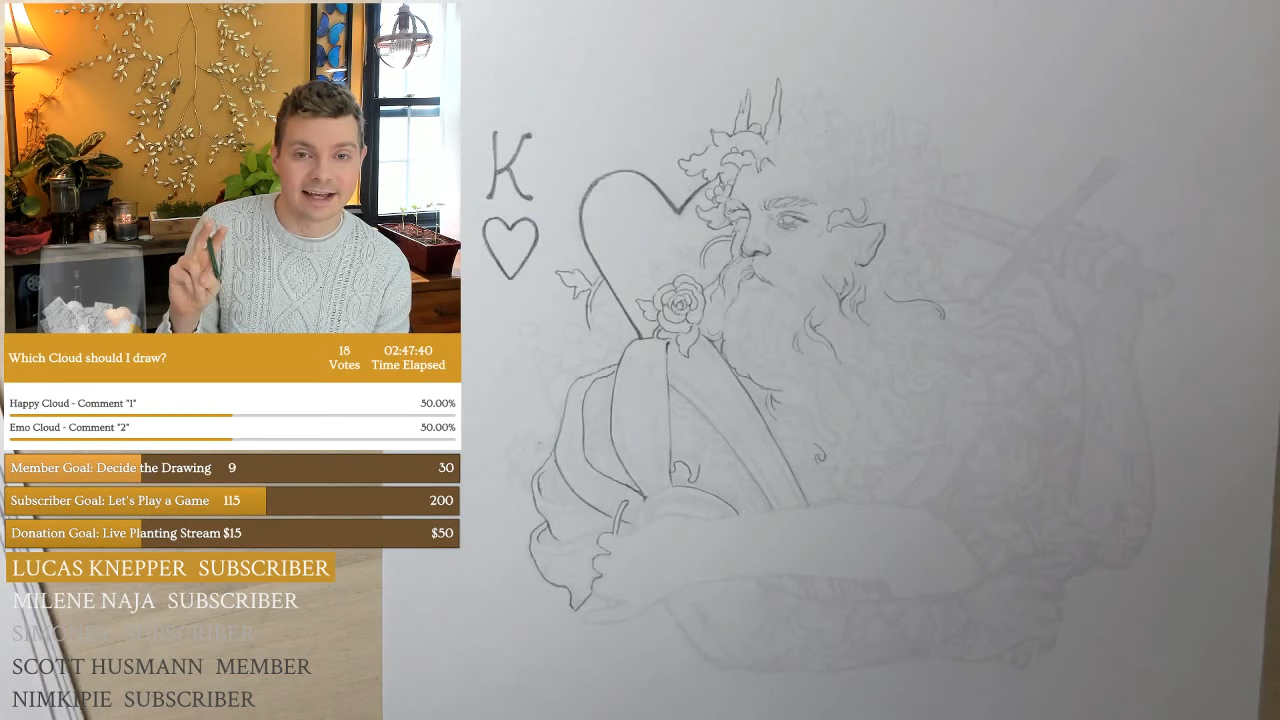 K
Which Cloud should I draw?
18 02:47:40
Votes Time Elapsed
Happy Cloud - Comment "1" 50.00%
Emo Cloud - Comment "2" 50.00%
Member Goal: Decide the Drawing 9 30
Subscriber Goal: Let's Play a Game 115 200
Donation Goal: Live Planting Stream $15 $50
LUCAS KNEPPER SUBSCRIBER
MILENE NAJA SUBSCRIBER
SUBSCRIBER
SCOTT HUSMANN MEMBER
NIMKIPIE SUBSCRIBER